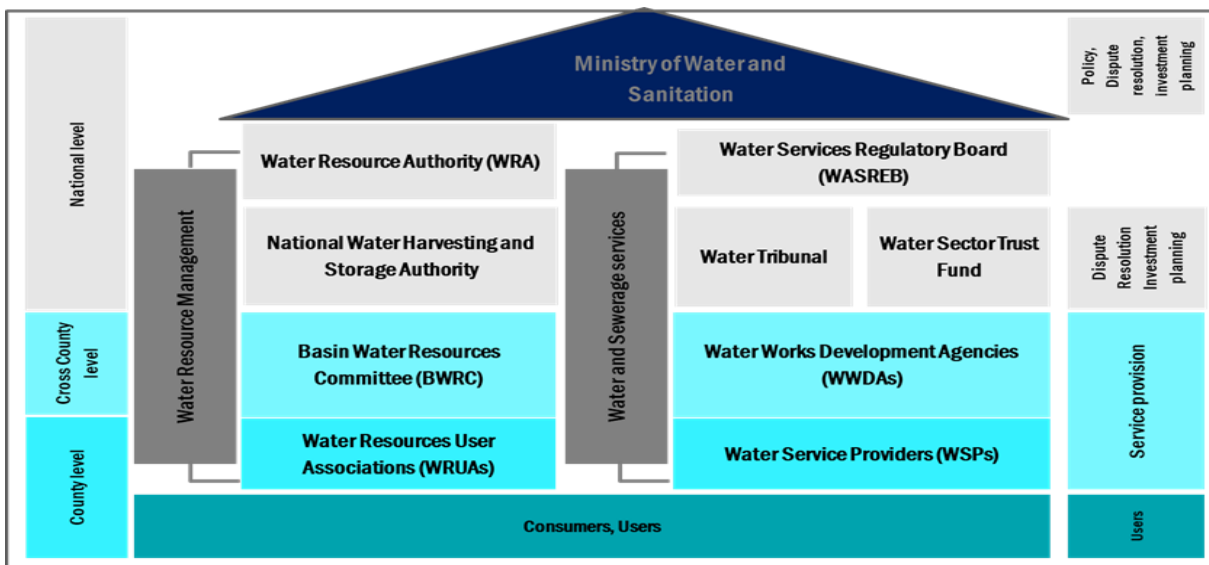 Ministry of Water and
Sanitation
Policy,
Dispute
resolution,
investment
planning
National level
Water Resource Management
Water Resource Authority (WRA)
National Water Harvesting and
Storage Authority
Water and Sewerage services
Water Services Regulatory Board
(WASREB)
Water Tribunal
Water Sector Trust
Fund
Dispute
Resolution
Investment
planning
Cross County
level
Basin Water Resources
Committee (BWRC)
Water Works Development Agencies
(WWDAs)
Service provision
County level
Water Resources User
Associations (WRUAs)
Water Service Providers (WSPs)
Consumers, Users
Users